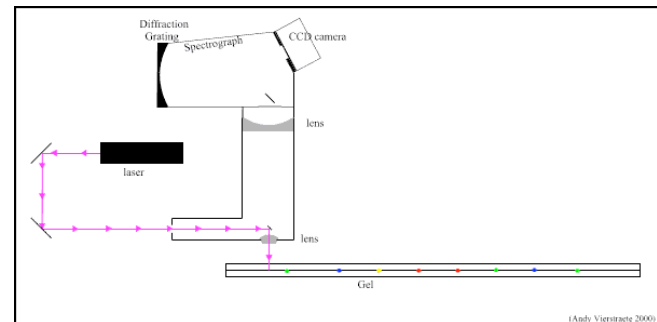 Diffraction
Grating
Spectrograph
CCD camera
lens
laser
lens
Gel
(Andy Vierstraete 2000)